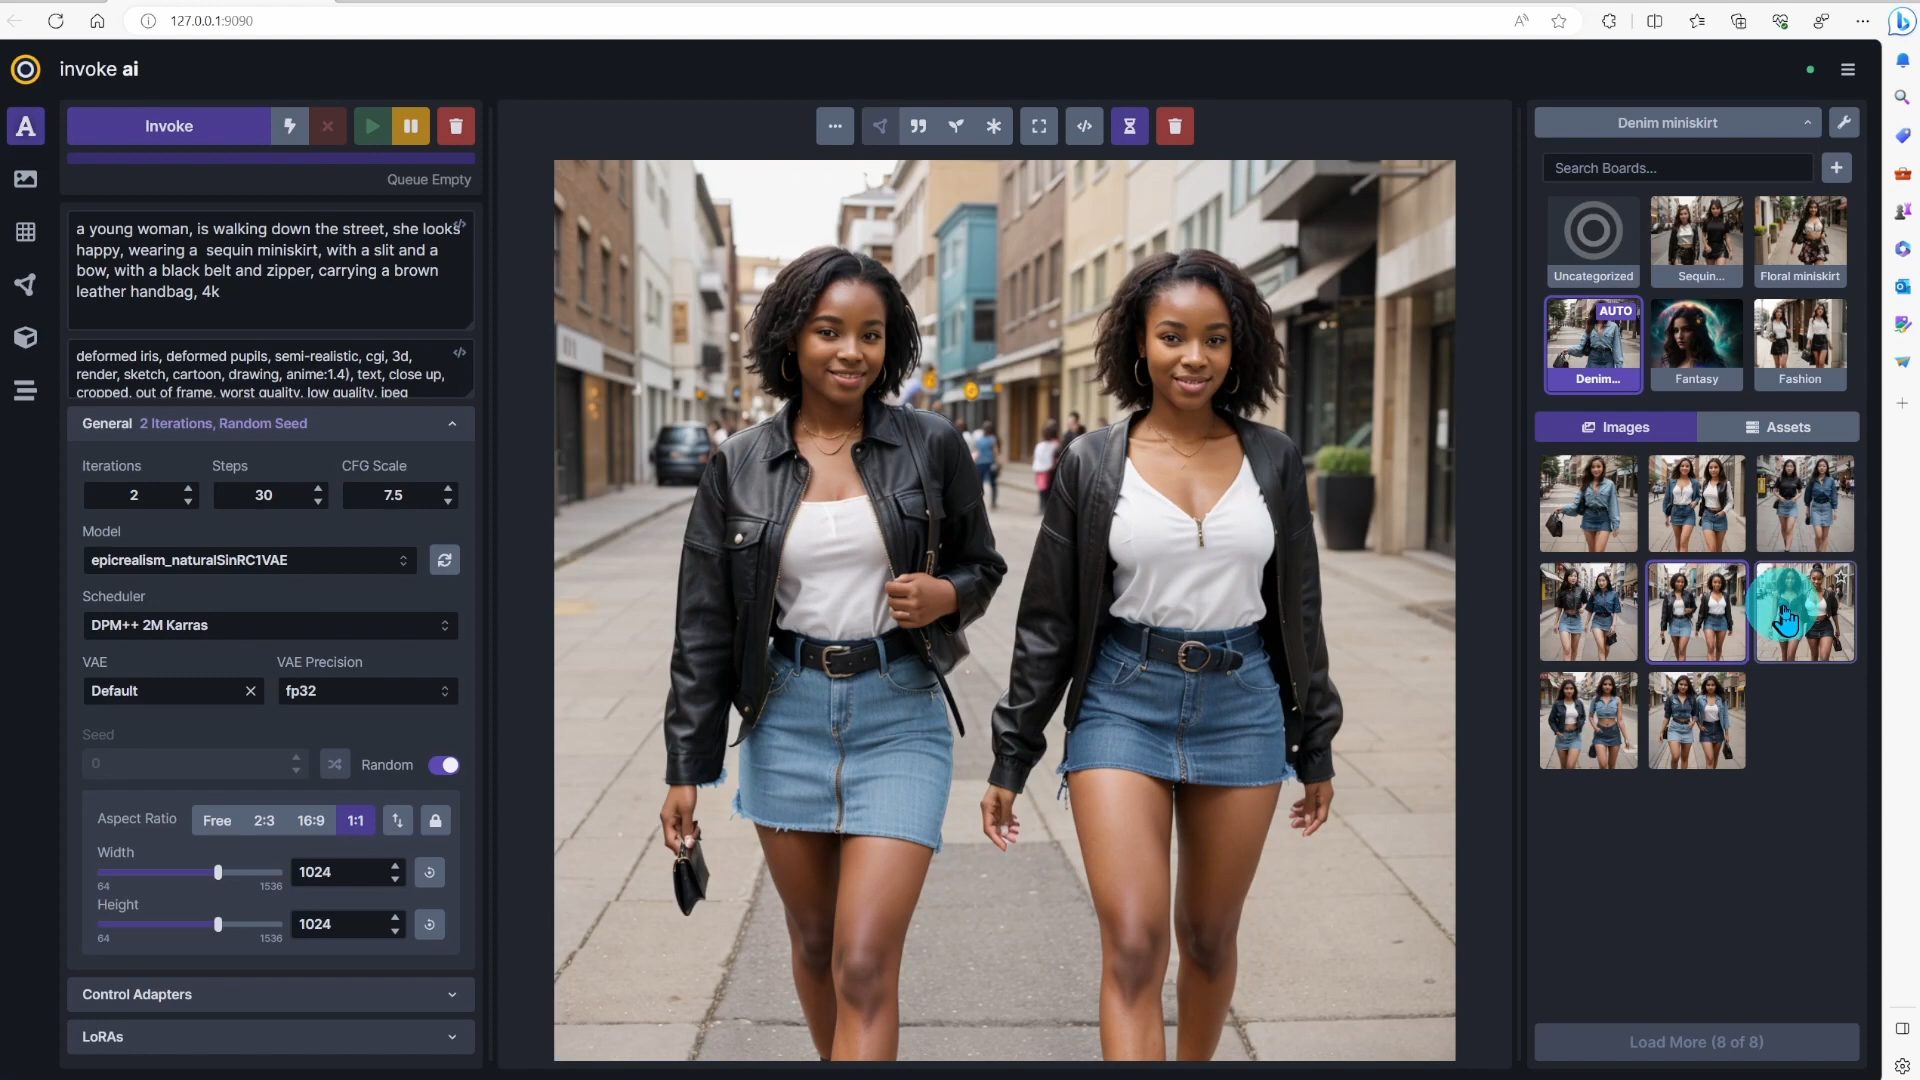 127.0.0.1:9090
invoke ai
Invoke
Queue Empty
a young woman, is walking down the street, she looks
happy, wearing a  sequin miniskirt, with a slit and a
bow, with a black belt and zipper, carrying a brown
leather handbag, 4k
deformed iris, deformed pupils, semi-realistic, cgi, 3d,
render, sketch, cartoon, drawing, anime:1.4), text, close up,
cropped, out of frame, worst quality, low quality, jpeg
General 2 Iterations, Random Seed
Iterations Steps CFG Scale
2 30 7.5
Model
epicrealism_naturalSinRC1VAE
Scheduler
DPM++ 2M Karras
VAE VAE Precision
Default fp32
Seed
0 Random
Aspect Ratio Free 2:3 16:9 1:1
Width
1024
64 1536
Height
1024
64 1536
Control Adapters
LoRAs
Denim miniskirt
Search Boards...
Uncategorized Sequin... Floral miniskirt
AUTO
Denim... Fantasy Fashion
Images Assets
Load More (8 of 8)